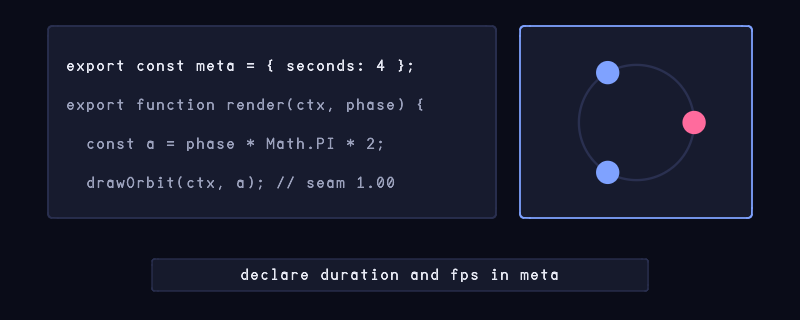 export const meta = { seconds: 4 };
export function render(ctx, phase) {
const a = phase * Math.PI * 2;
drawOrbit(ctx, a); // seam 1.00
declare duration and fps in meta